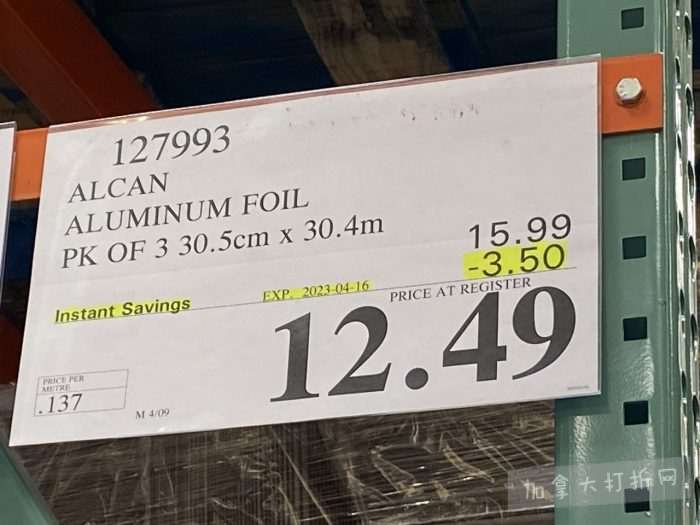 127993
ALCAN
ALUMINUM FOIL
PK OF 3 30.5cm x 30.4m
15.99
-3.50
Instant Savings
EXP. 2023-04-16
PRICE AT REGISTER
12.49
PRICE PER
METRE
.137
M 4/09
加拿大打折网